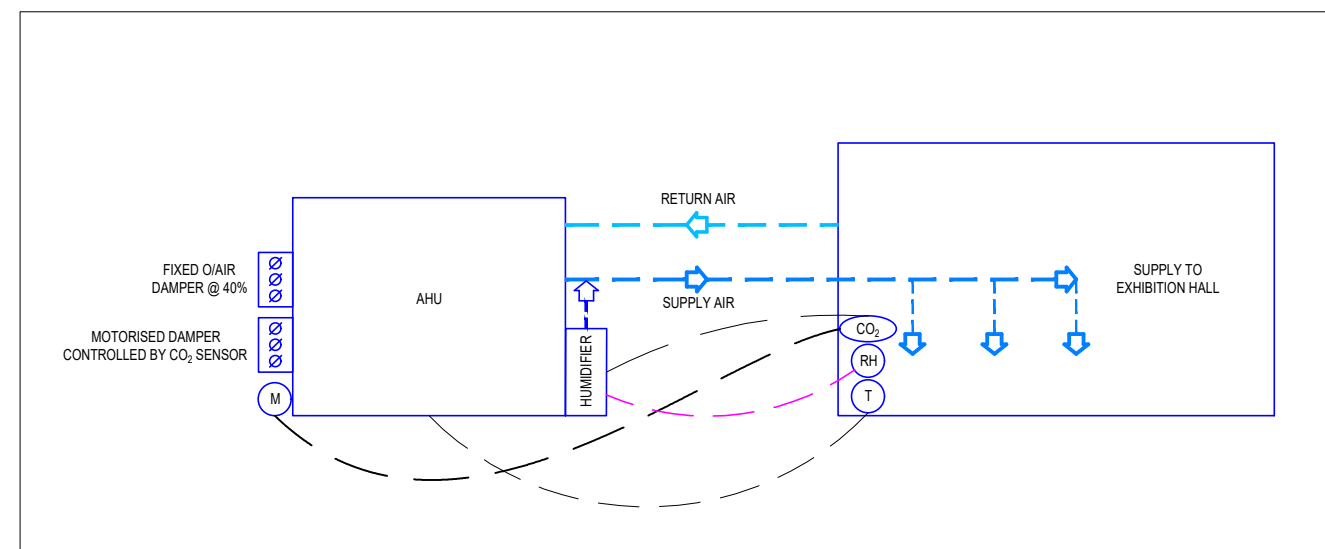 RETURN AIR
FIXED O/AIR
DAMPER @ 40%
AHU
SUPPLY AIR
SUPPLY TO
EXHIBITION HALL
MOTORISED DAMPER
CONTROLLED BY CO₂ SENSOR
HUMIDIFIER
CO₂
RH
T
M